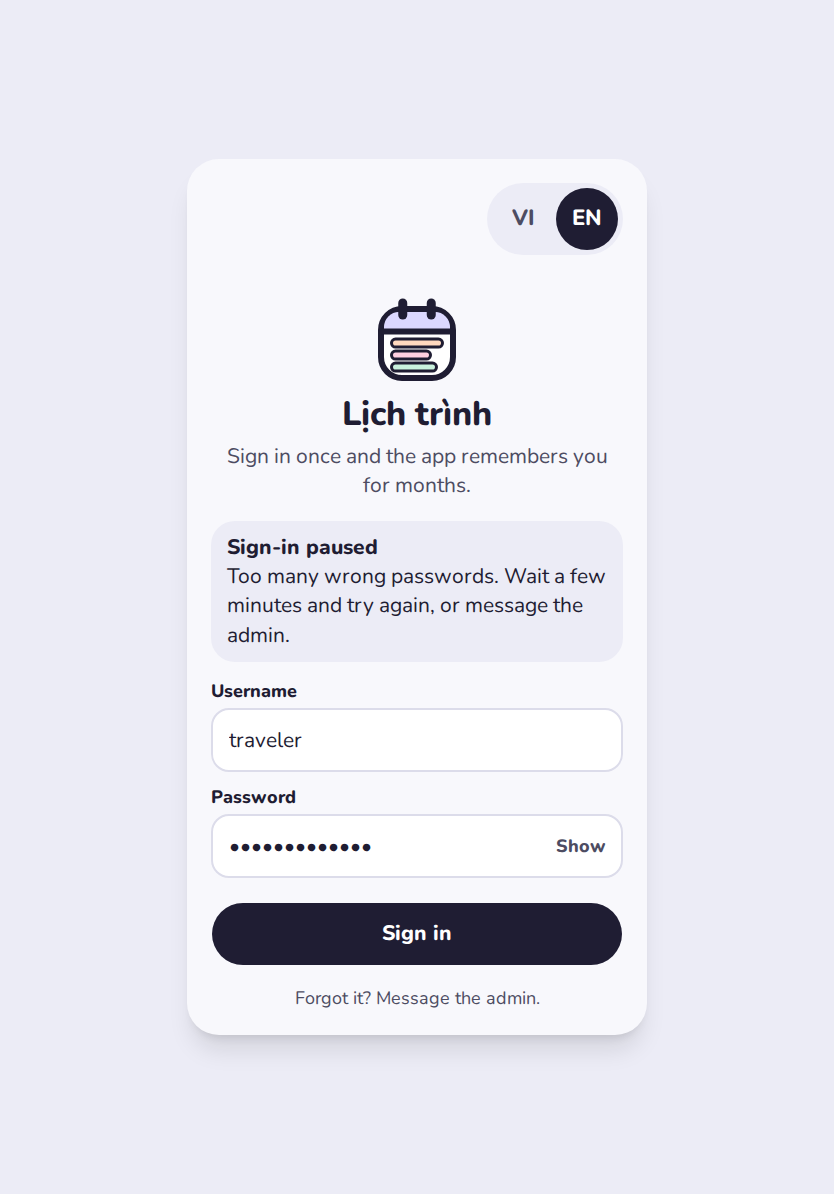 VI EN
Lịch trình
Sign in once and the app remembers you
for months.
Sign-in paused
Too many wrong passwords. Wait a few
minutes and try again, or message the
admin.
Username
traveler
Password
••••••••••••• Show
Sign in
Forgot it? Message the admin.